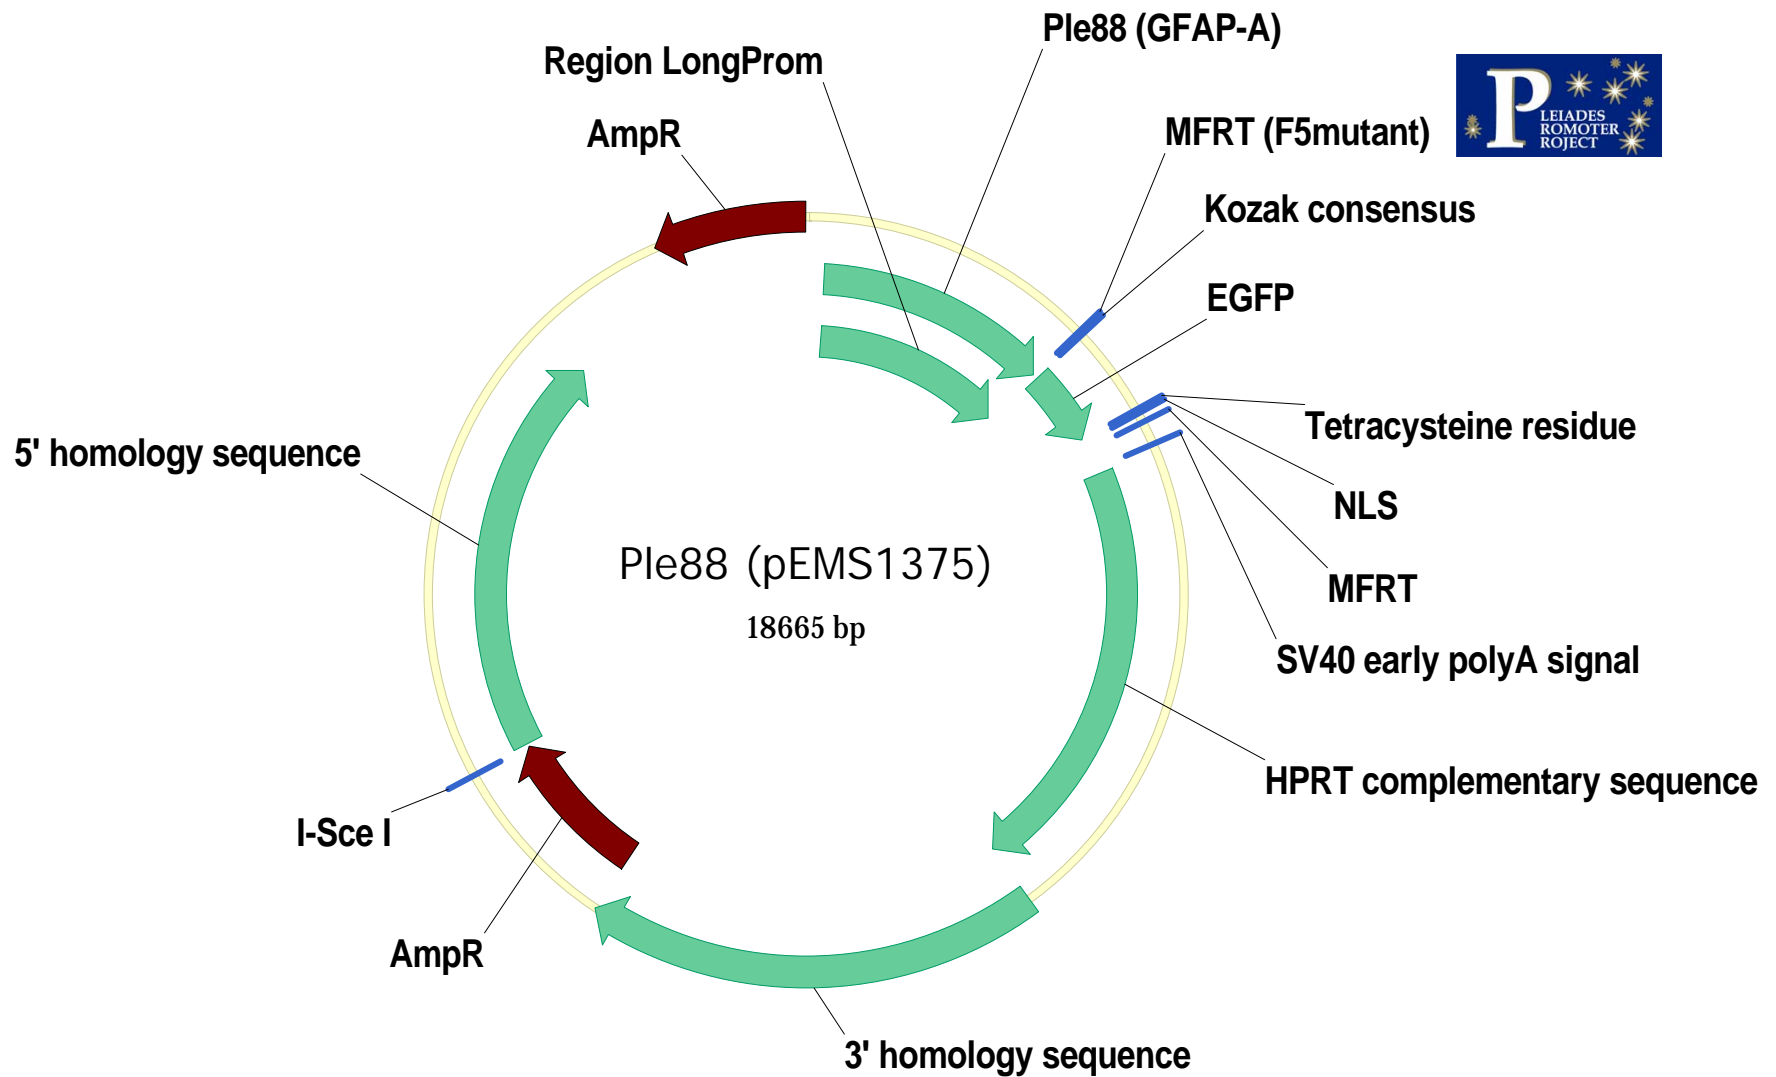 Ple88 (GFAP-A)
Region LongProm
AmpR
MFRT (F5mutant)
P
LEIADES
ROMOTER
ROJECT
Kozak consensus
EGFP
Tetracysteine residue
5' homology sequence
NLS
Ple88 (pEMS1375)
MFRT
18665 bp
SV40 early polyA signal
HPRT complementary sequence
I-Sce I
AmpR
3' homology sequence